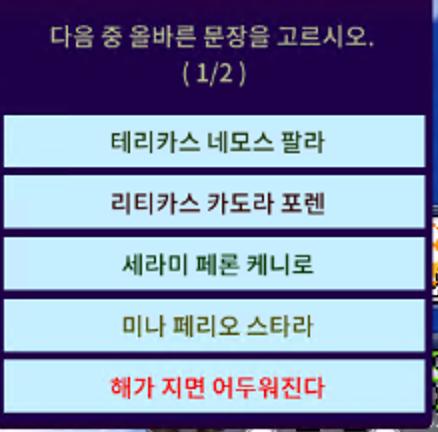 다음 중 올바른 문장을 고르시오.
( 1/2 )
테리카스 네모스 팔라
리티카스 카도라 포렌
세라미 페론 케니로
미나 페리오 스타라
해가 지면 어두워진다